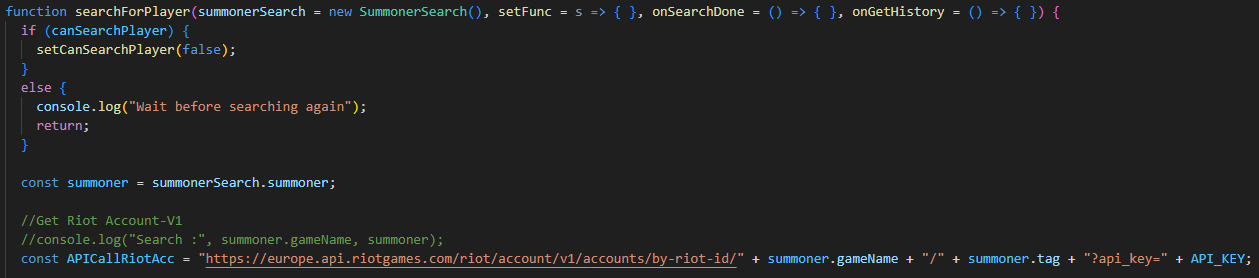 function searchForPlayer(summonerSearch = new SummonerSearch(), setFunc = s => { }, onSearchDone = () => { }, onGetHistory = () => { }) {
if (canSearchPlayer) {
setCanSearchPlayer(false);
}
else {
console.log("Wait before searching again");
return;
}
const summoner = summonerSearch.summoner;
//Get Riot Account-V1
//console.log("Search :", summoner.gameName, summoner);
const APICallRiotAcc = "https://europe.api.riotgames.com/riot/account/v1/accounts/by-riot-id/" + summoner.gameName + "/" + summoner.tag + "?api_key=" + API_KEY;